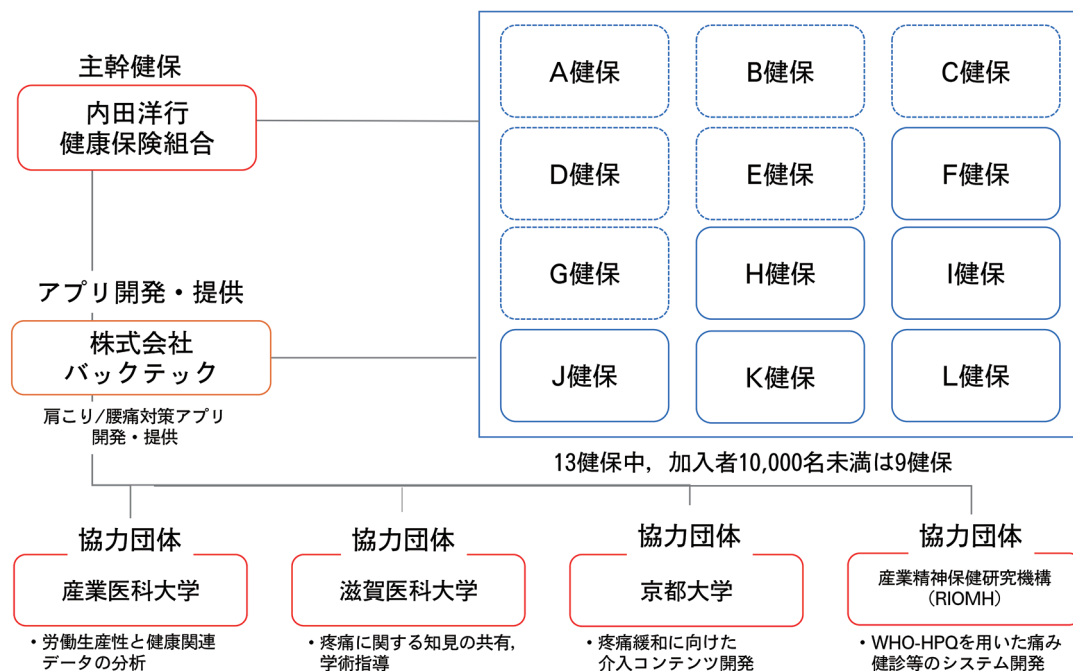 主幹健保
内田洋行
健康保険組合
アプリ開発・提供
株式会社
バックテック
肩こり/腰痛対策アプリ
開発・提供
A健保
B健保
C健保
D健保
E健保
F健保
G健保
H健保
I健保
J健保
K健保
L健保
13健保中,加入者10,000名未満は9健保
協力団体
産業医科大学
・労働生産性と健康関連
データの分析
協力団体
滋賀医科大学
・疼痛に関する知見の共有,
学術指導
協力団体
京都大学
・疼痛緩和に向けた
介入コンテンツ開発
協力団体
産業精神保健研究機構
(RIOMH)
・WHO-HPQを用いた痛み
健診等のシステム開発